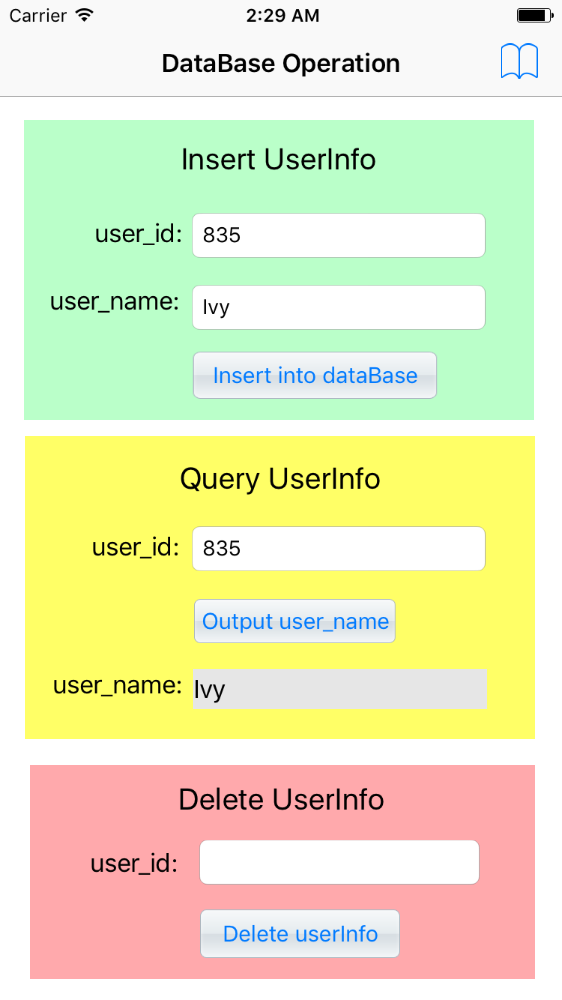 Carrier 2:29 AM
DataBase Operation
Insert UserInfo
user_id: 835
user_name: Ivy
Insert into dataBase
Query UserInfo
user_id: 835
Output user_name
user_name: Ivy
Delete UserInfo
user_id:
Delete userInfo